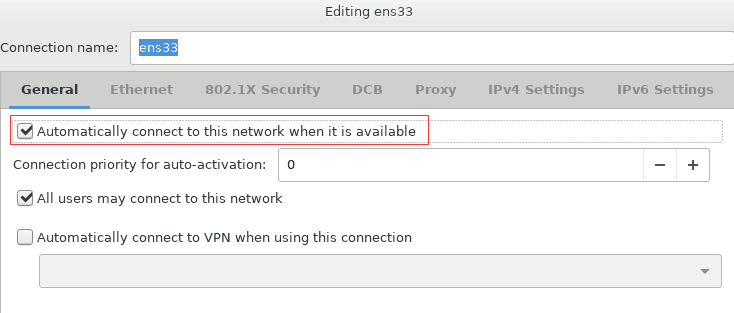 Editing ens33
Connection name: ens33
General Ethernet 802.1X Security DCB Proxy IPv4 Settings IPv6 Settings
Automatically connect to this network when it is available
Connection priority for auto-activation: 0 − +
All users may connect to this network
Automatically connect to VPN when using this connection